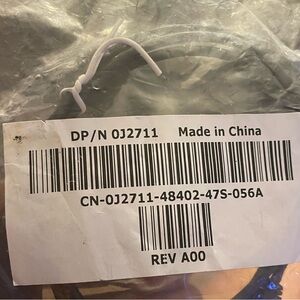 DP/N 0J2711 Made in China
CN-0J2711-48402-47S-056A
REV A00